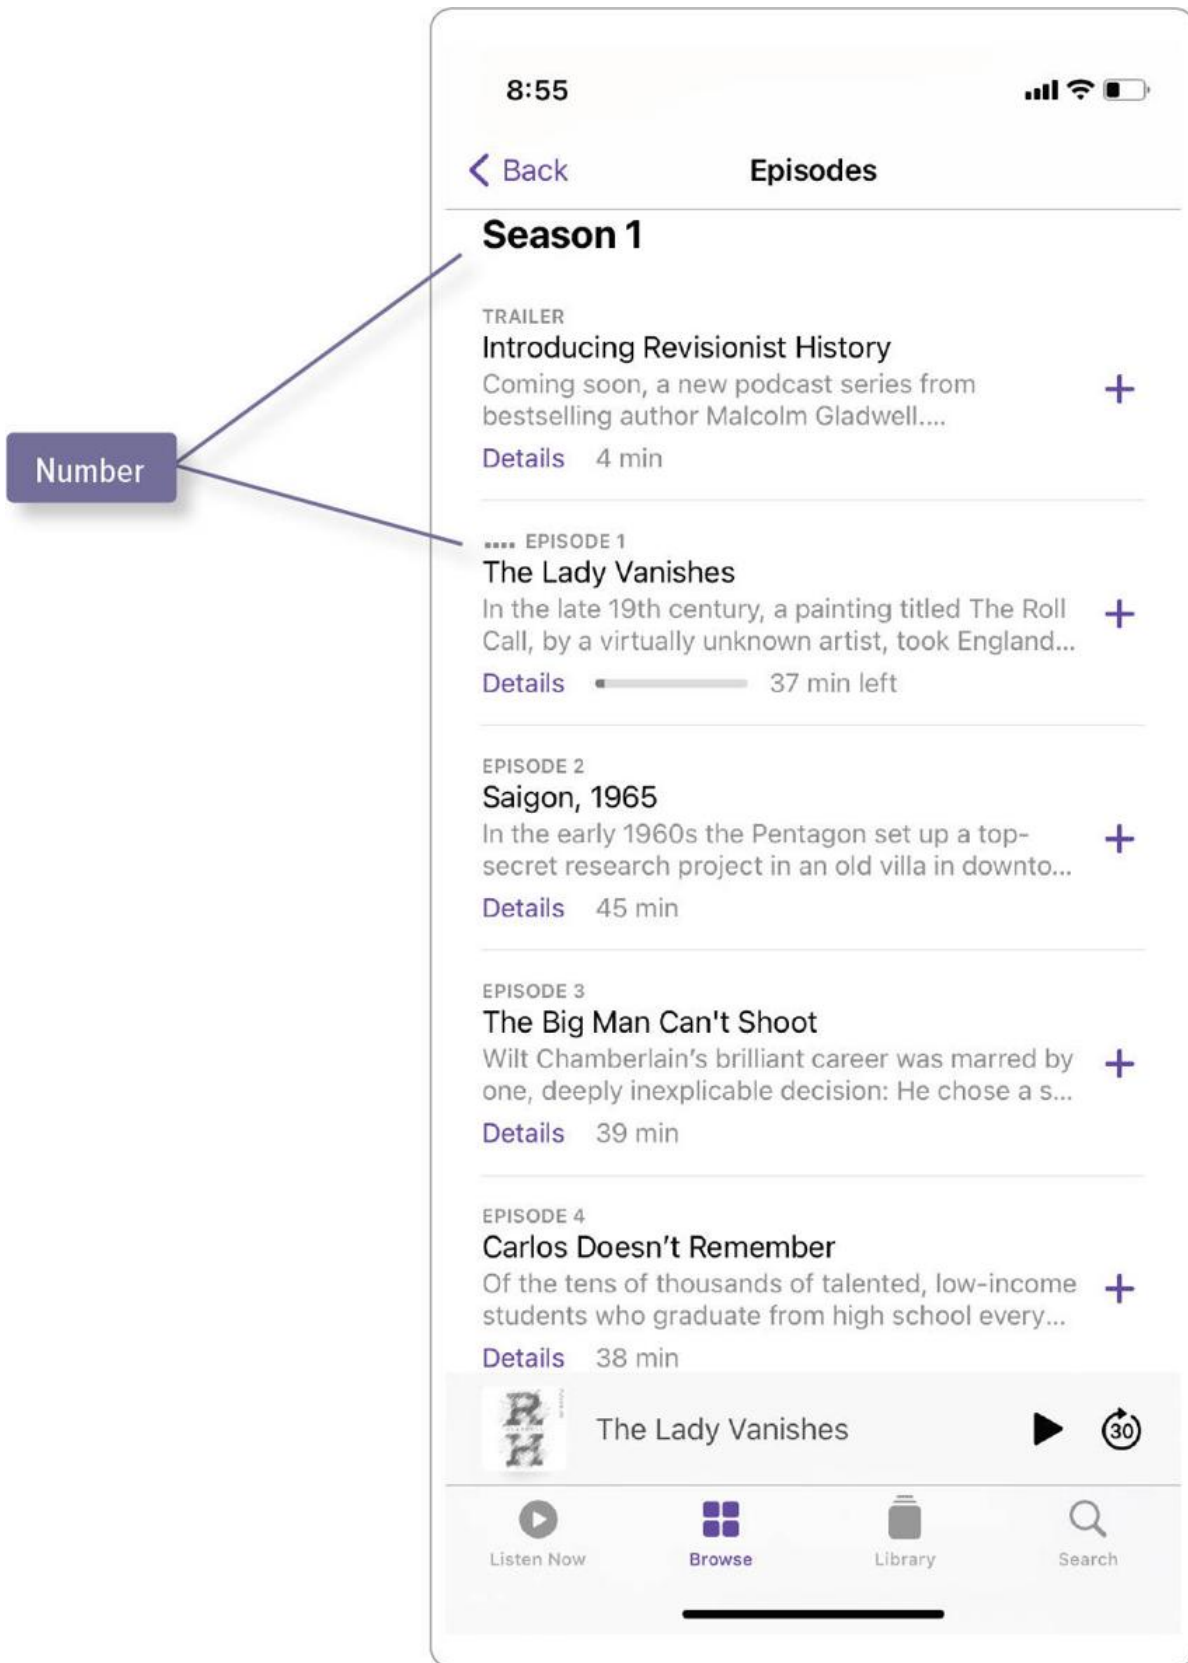 8:55
Back
Episodes
Season 1
TRAILER
Introducing Revisionist History
Coming soon, a new podcast series from
bestselling author Malcolm Gladwell....
Details 4 min
Number
EPISODE 1
The Lady Vanishes
In the late 19th century, a painting titled The Roll
Call, by a virtually unknown artist, took England...
Details 37 min left
EPISODE 2
Saigon, 1965
In the early 1960s the Pentagon set up a top-
secret research project in an old villa in downto...
Details 45 min
EPISODE 3
The Big Man Can't Shoot
Wilt Chamberlain’s brilliant career was marred by
one, deeply inexplicable decision: He chose a s...
Details 39 min
EPISODE 4
Carlos Doesn’t Remember
Of the tens of thousands of talented, low-income
students who graduate from high school every...
Details 38 min
R
H
The Lady Vanishes
30
Listen Now
Browse
Library
Search